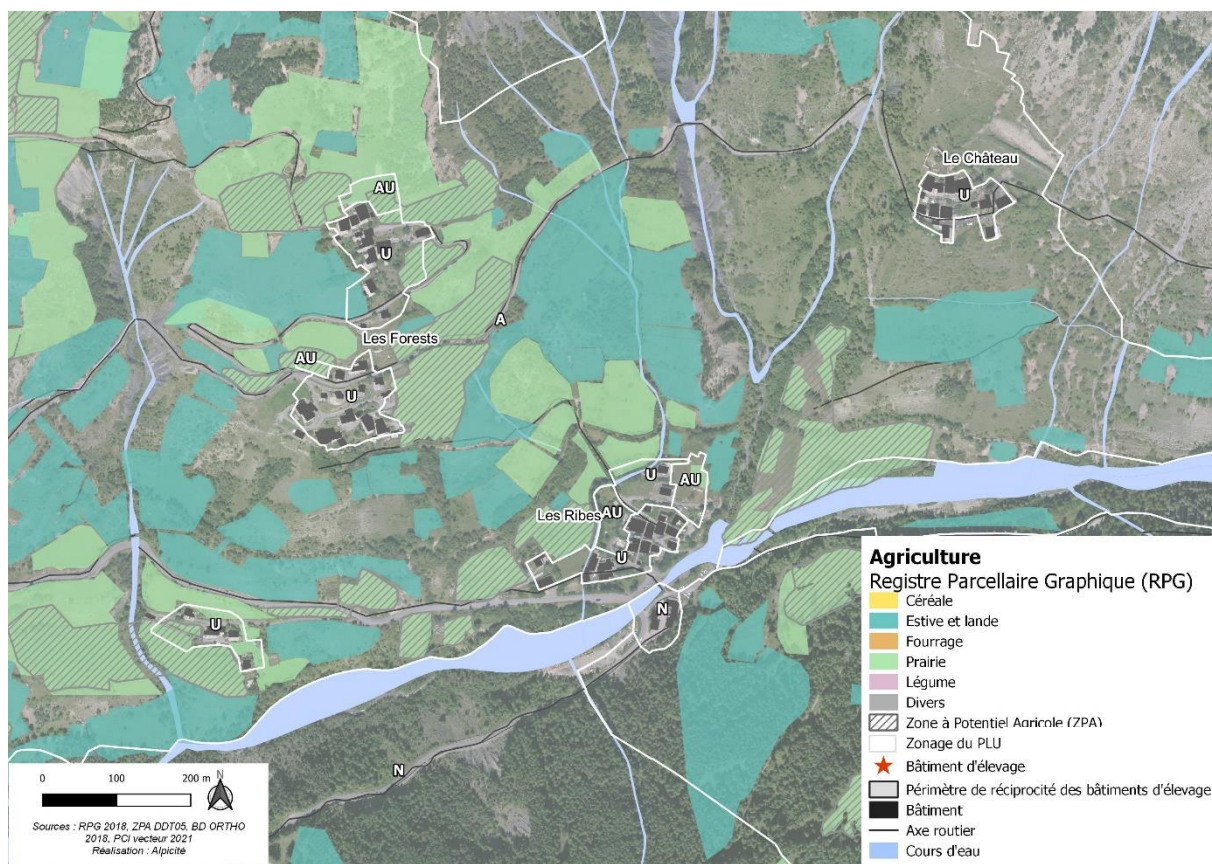 Le Château
U
AU
U
Les Forests
A
AU
U
U
AU
Les Ribes
AU
U
U
N
N
Agriculture
Registre Parcellaire Graphique (RPG)
Céréale
Estive et lande
Fourrage
Prairie
Légume
Divers
Zone à Potentiel Agricole (ZPA)
Zonage du PLU
Bâtiment d'élevage
Périmètre de réciprocité des bâtiments d'élevage
Bâtiment
Axe routier
Cours d'eau
0 100 200 m N
Sources : RPG 2018, ZPA DDT05, BD ORTHO
2018, PCI vecteur 2021
Réalisation : Alpicité